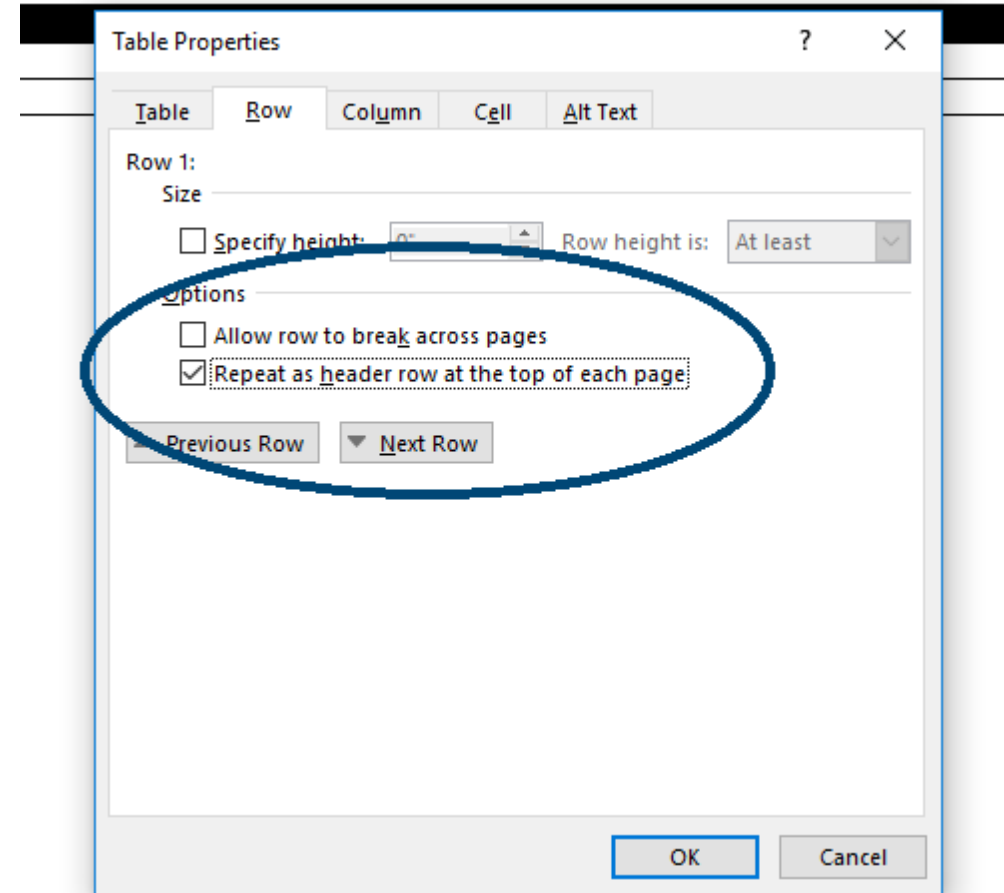 Table Properties ? ×
Table Row Column Cell Alt Text
Row 1:
Size
Specify height: 0" Row height is: At least
Options
Allow row to break across pages
Repeat as header row at the top of each page
Previous Row Next Row
OK Cancel